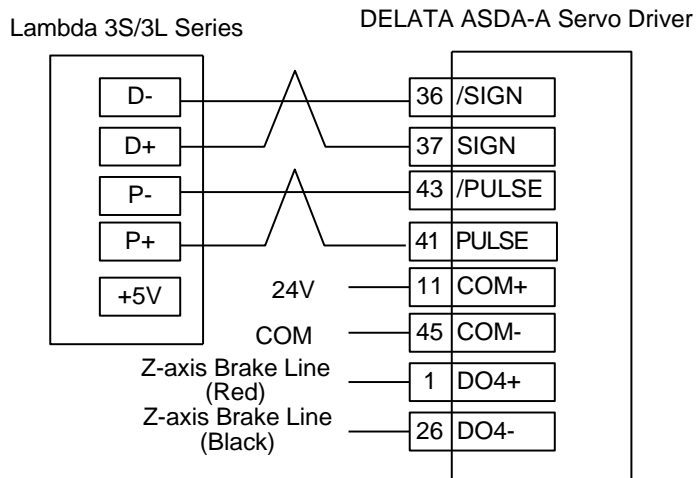 Lambda 3S/3L Series
DELATA ASDA-A Servo Driver
D-
36 /SIGN
D+
37 SIGN
P-
43 /PULSE
P+
41 PULSE
+5V
24V
11 COM+
COM
45 COM-
Z-axis Brake Line
(Red)
1 DO4+
Z-axis Brake Line
(Black)
26 DO4-